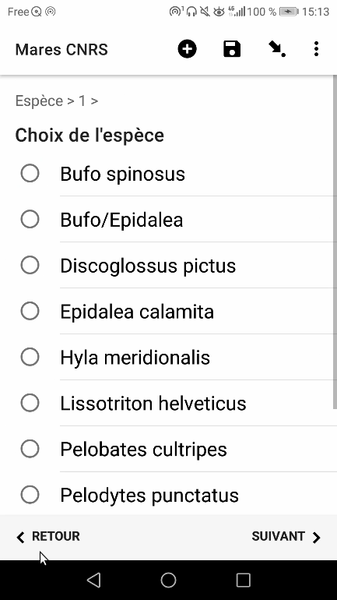 Free 100 % 15:13
Mares CNRS
Espèce > 1 >
Choix de l'espèce
Bufo spinosus
Bufo/Epidalea
Discoglossus pictus
Epidalea calamita
Hyla meridionalis
Lissotriton helveticus
Pelobates cultripes
Pelodytes punctatus
RETOUR SUIVANT